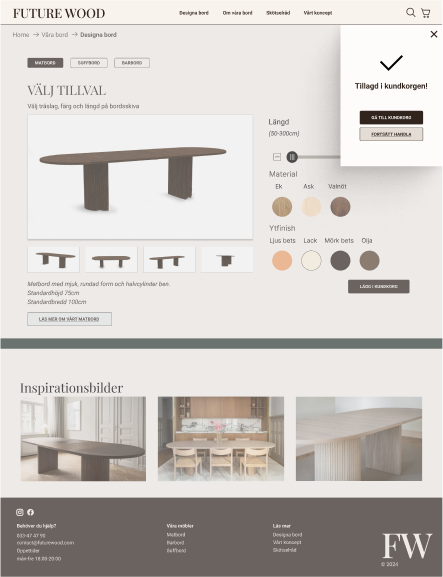 FUTURE WOOD
Designa bord
Om våra bord
Skötselråd
Vårt koncept
Home → Våra bord → Designa bord
MATBORD
SUFFBORD
BARBORD
VÄLJ TILLVAL
Välj träslag, färg och längd på bordsskiva
Längd
(50-300cm)
Material
Ek
Ask
Valnöt
Ytfinish
Ljus bets
Lack
Mörk bets
Olja
LÄGG I KUNDKORG
Tillagd i kundkorgen!
GÅ TILL KUNDKORG
FORTSÄTT HANDLA
Matbord med mjuk, rundad form och halvcylinder ben.
Standardhöjd 75cm
Standardbredd 100cm
LÄS MER OM VÅRT MATBORD
Inspirationsbilder
Behöver du hjälp?
033-47 47 90
contact@futurewood.com
Öppettider
mån-fre 16:00-20:00
Våra möbler
Matbord
Barbord
Suffbord
Läs mer
Designa bord
Vårt koncept
Skötselråd
FW
© 2024